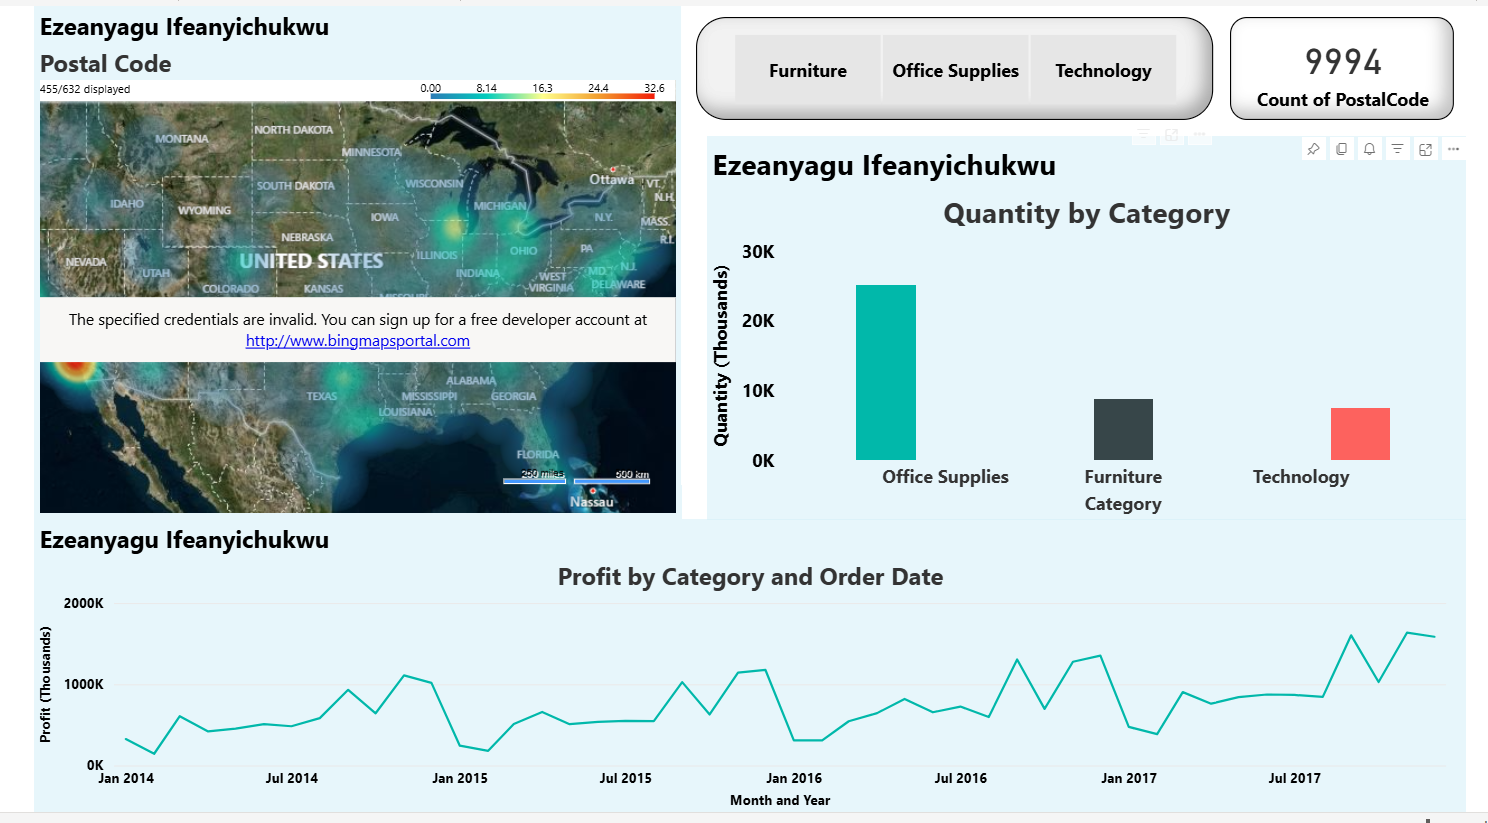 Ezeanyagu Ifeanyichukwu
Postal Code
455/632 displayed
0.00 8.14 16.3 24.4 32.6
MONTANA
NORTH DAKOTA
MINNESOTA
SOUTH DAKOTA
WISCONSIN
Ottawa
VT.
N.H.
IDAHO
WYOMING
IOWA
MICHIGAN
N.Y.
MASS.
R.I.
NEBRASKA
NEVADA
UTAH
UNITED STATES
ILLINOIS
OHIO
PA
INDIANA
WEST
VIRGINIA
MD
N.J.
DELAWARE
COLORADO
KANSAS
MISSOURI
The specified credentials are invalid. You can sign up for a free developer account at
http://www.bingmapsportal.com
TEXAS
ALABAMA
MISSISSIPPI
GEORGIA
LOUISIANA
FLORIDA
250 miles
500 km
Nassau
Furniture
Office Supplies
Technology
9994
Count of PostalCode
Ezeanyagu Ifeanyichukwu
Quantity by Category
Quantity (Thousands)
30K
20K
10K
0K
Office Supplies
Furniture
Technology
Category
Ezeanyagu Ifeanyichukwu
Profit by Category and Order Date
Profit (Thousands)
2000K
1000K
0K
Jan 2014
Jul 2014
Jan 2015
Jul 2015
Jan 2016
Jul 2016
Jan 2017
Jul 2017
Month and Year